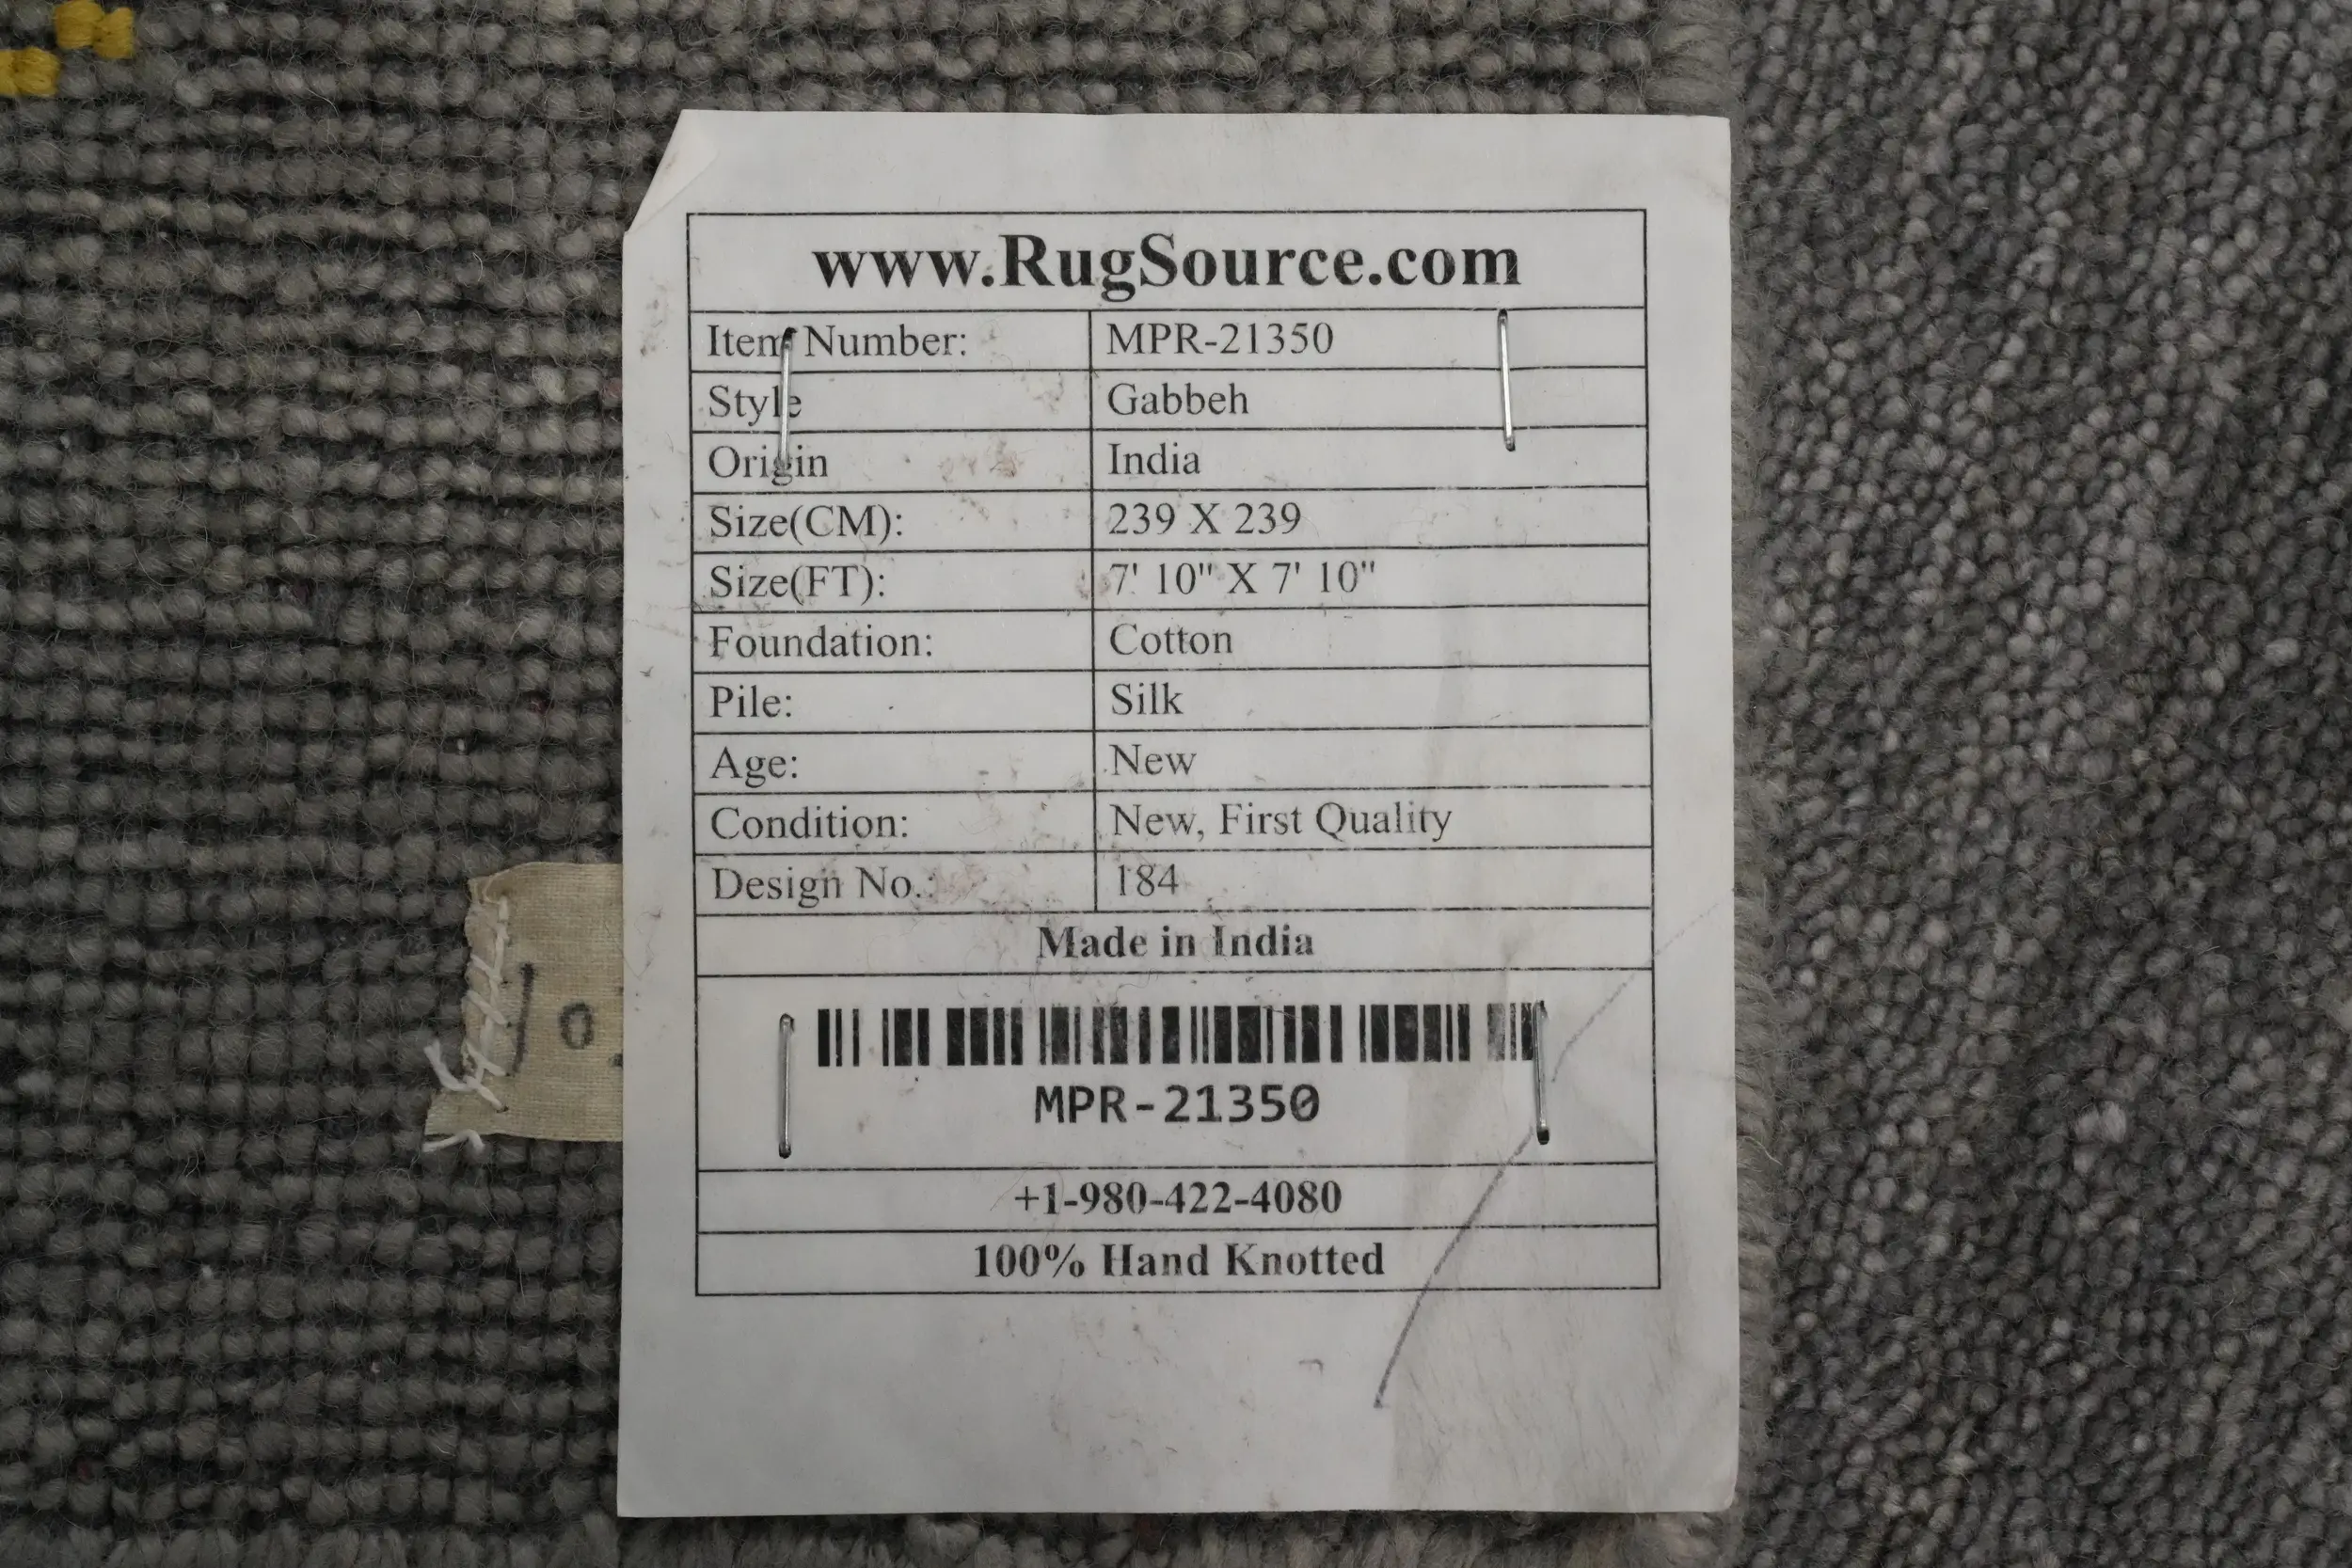 www.RugSource.com
Item Number: MPR-21350
Style Gabbeh
Origin India
Size(CM): 239 X 239
Size(FT): 7' 10" X 7' 10"
Foundation: Cotton
Pile: Silk
Age: New
Condition: New, First Quality
Design No.: 184
Made in India
MPR-21350
+1-980-422-4080
100% Hand Knotted